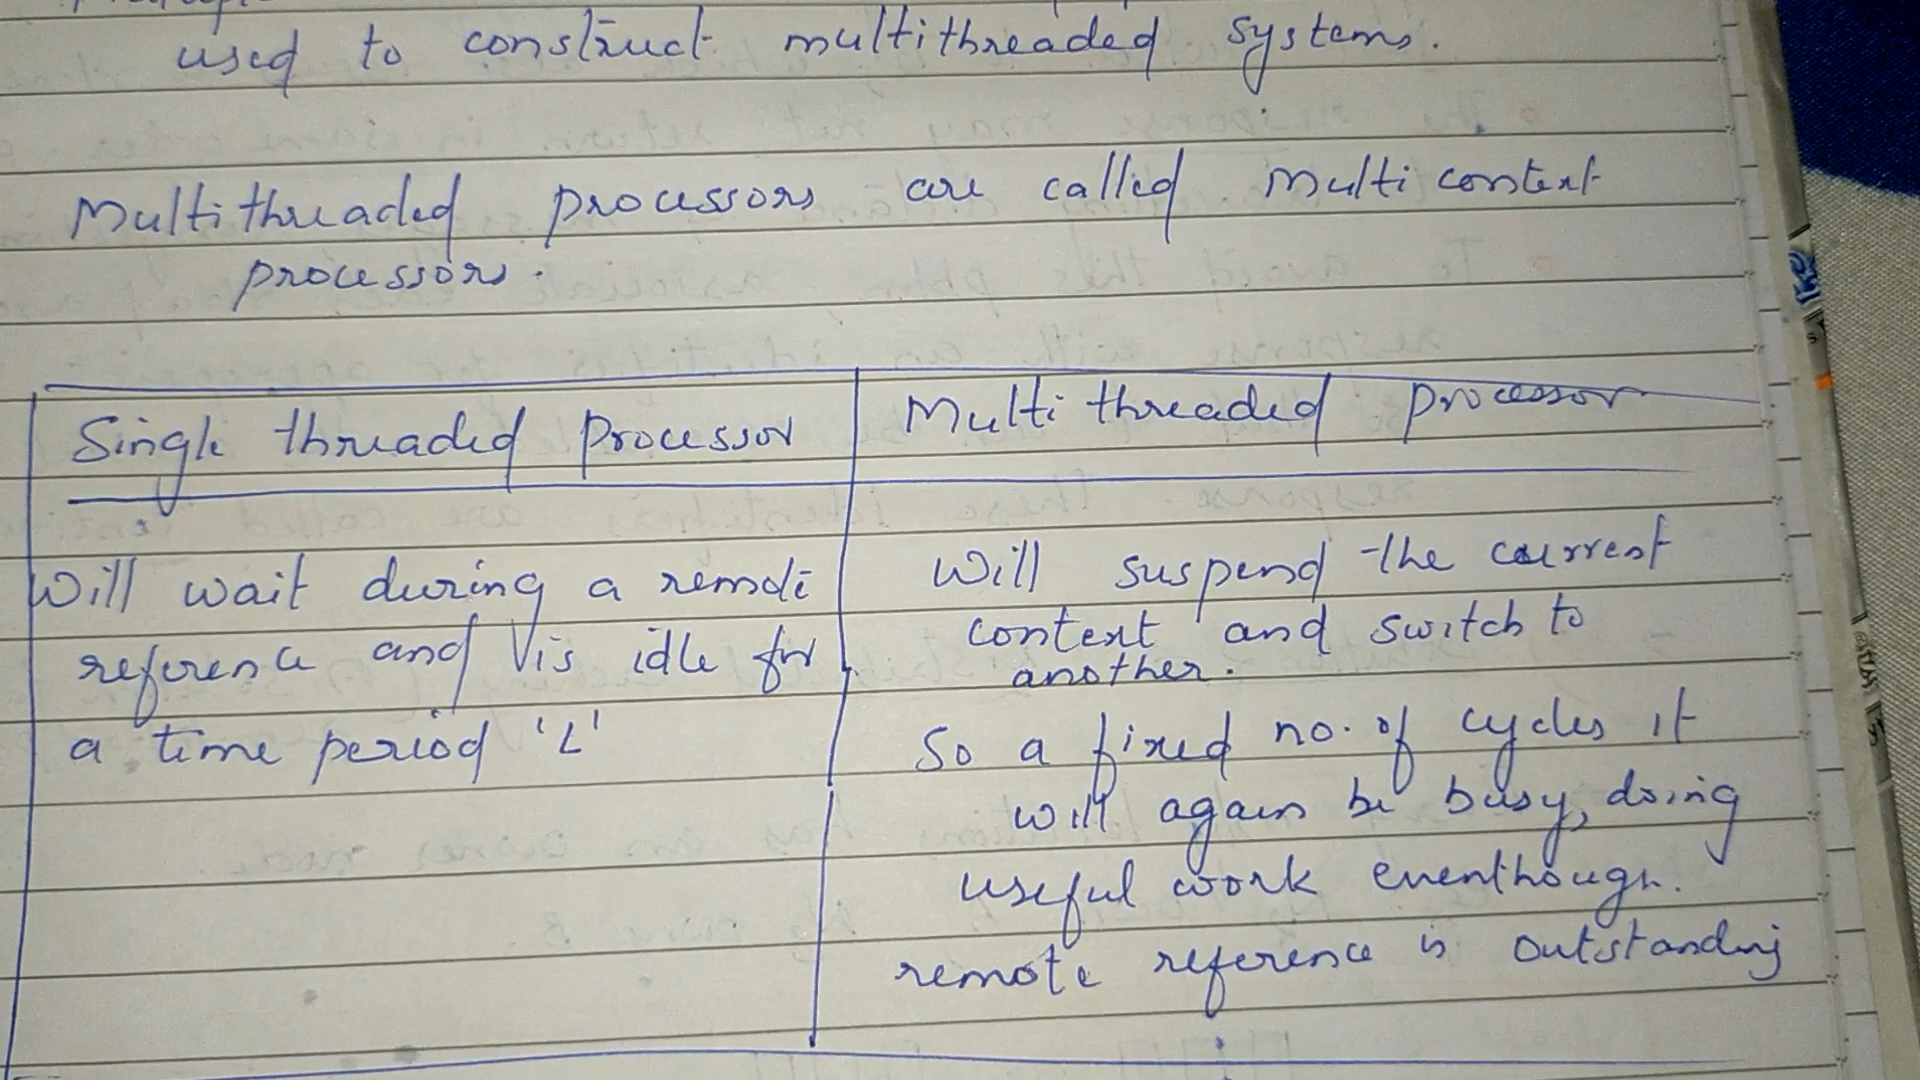 used to construct multithreaded systems.
Multithreaded processors are called multi context
processors.
Single threaded Processor
Multi threaded processor
Will wait during a remote
reference and is idle for
a time period 'L'
Will suspend the current
context and switch to
another.
So a fixed no. of cycles it
will again be busy, doing
useful work eventhough.
remote reference is outstanding